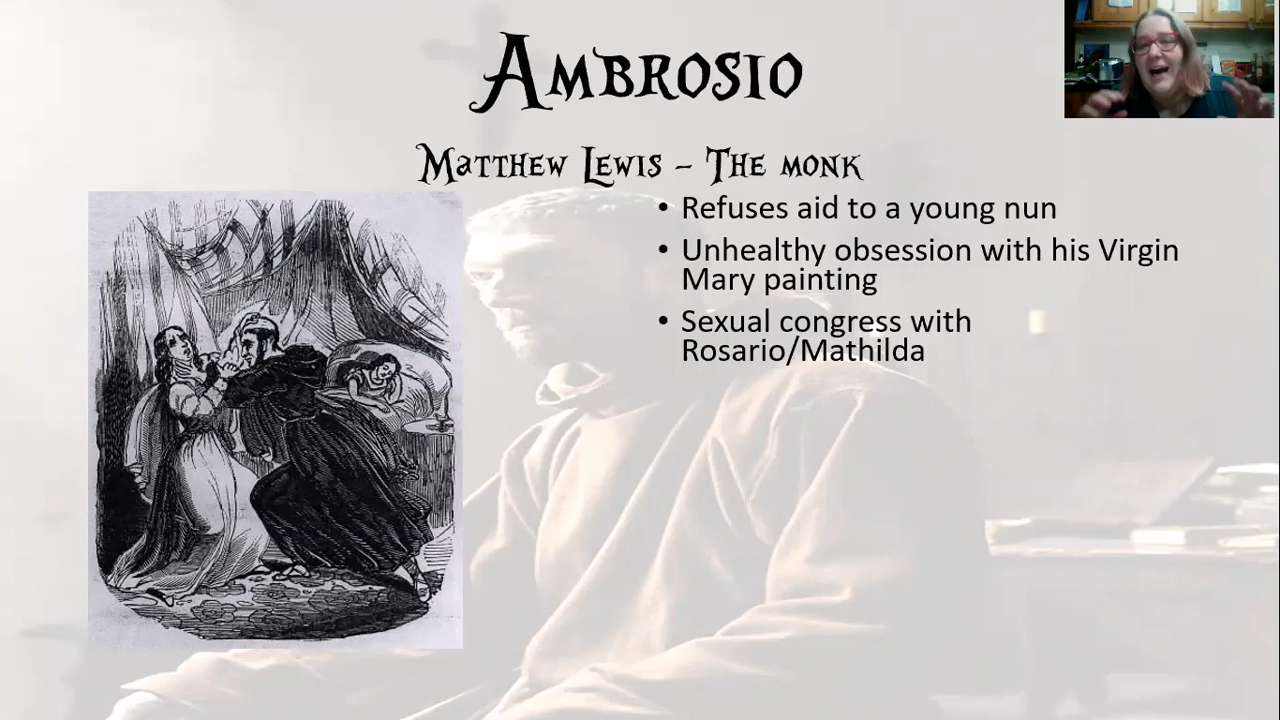 Ambrosio
Matthew Lewis – The monk
• Refuses aid to a young nun
• Unhealthy obsession with his Virgin
Mary painting
• Sexual congress with
Rosario/Mathilda